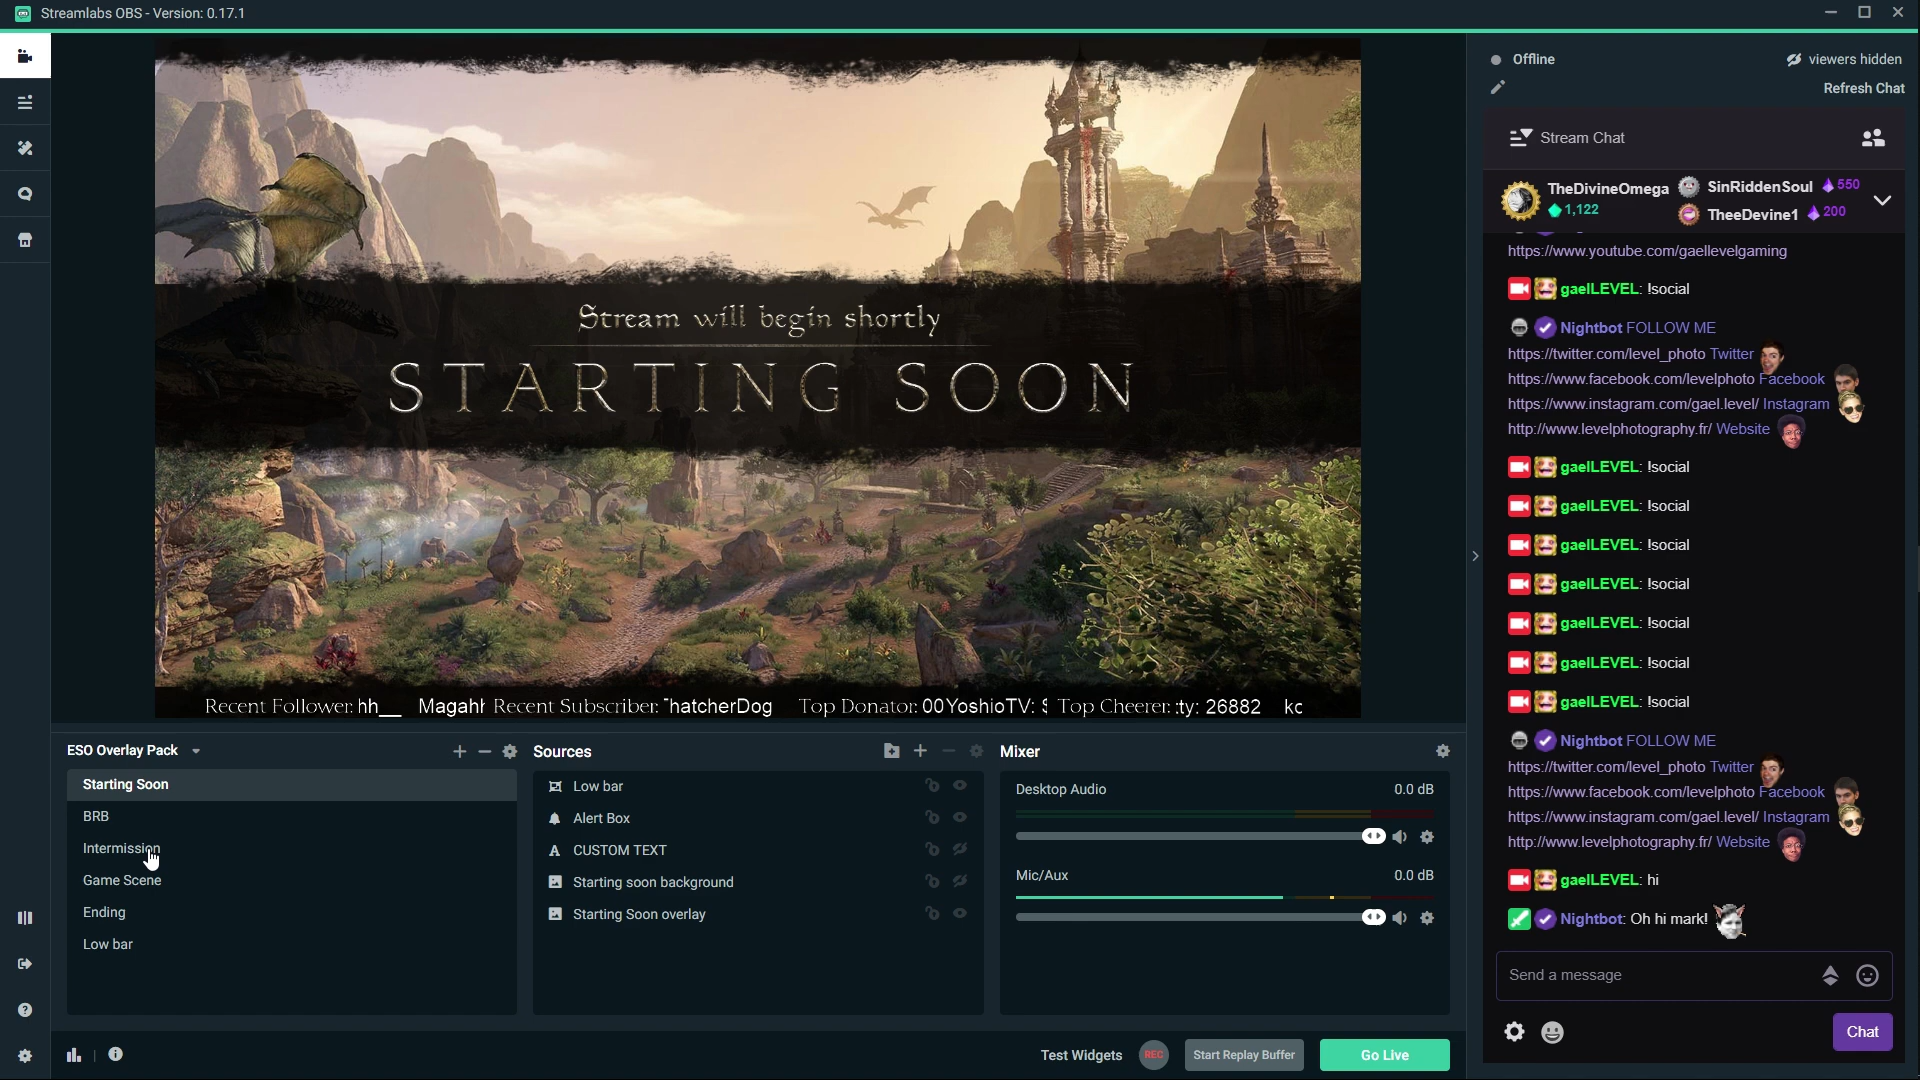 Streamlabs OBS - Version: 0.17.1
Stream will begin shortly
STARTING SOON
Recent Follower: hh__ Magahh Recent Subscriber: hatcherDog Top Donator: 00YoshioTV: $ Top Cheerer: :ty: 26882 kc
ESO Overlay Pack
Starting Soon
BRB
Intermission
Game Scene
Ending
Low bar
Sources
Low bar
Alert Box
CUSTOM TEXT
Starting soon background
Starting Soon overlay
Mixer
Desktop Audio 0.0 dB
Mic/Aux 0.0 dB
Test Widgets REC Start Replay Buffer Go Live
Offline viewers hidden
Refresh Chat
Stream Chat
TheDivineOmega SinRiddenSoul 550
1,122 TheeDevine1 200
https://www.youtube.com/gaellevelgaming
gaelLEVEL: !social
Nightbot FOLLOW ME
https://twitter.com/level_photo Twitter
https://www.facebook.com/levelphoto Facebook
https://www.instagram.com/gael.level/ Instagram
http://www.levelphotography.fr/ Website
gaelLEVEL: !social
gaelLEVEL: !social
gaelLEVEL: !social
gaelLEVEL: !social
gaelLEVEL: !social
gaelLEVEL: !social
gaelLEVEL: !social
Nightbot FOLLOW ME
https://twitter.com/level_photo Twitter
https://www.facebook.com/levelphoto Facebook
https://www.instagram.com/gael.level/ Instagram
http://www.levelphotography.fr/ Website
gaelLEVEL: hi
Nightbot: Oh hi mark!
Send a message
Chat